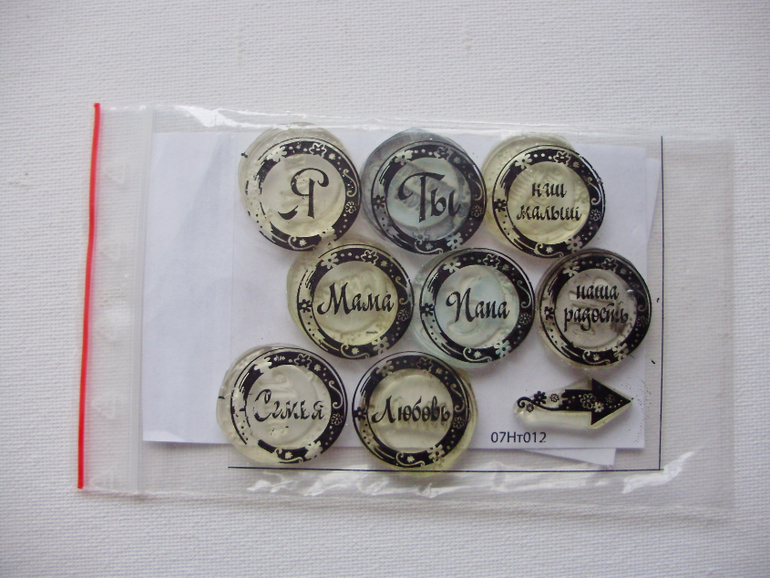 Я
Ты
наш
малыш
Мама
Папа
наша
радость
Семья
Любовь
07Нт012